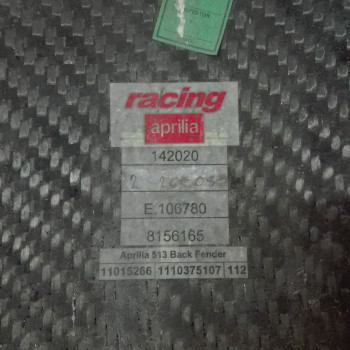 racing
aprilia
142020
E.106780
8156165
Aprilia 513 Back Fender
11015266 1110375107 112